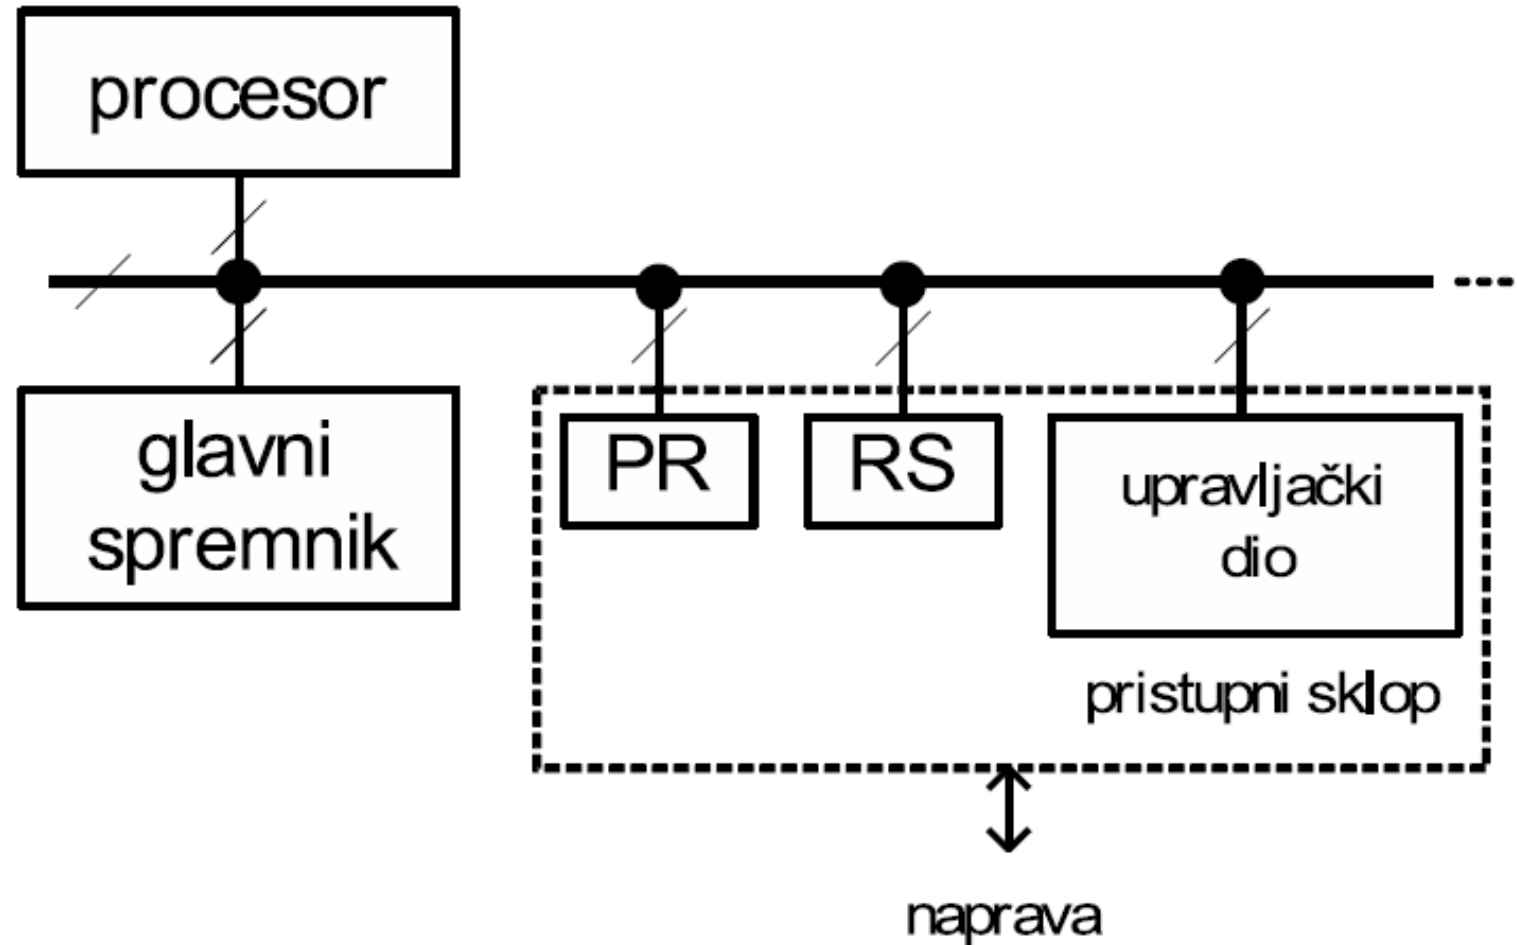 procesor
glavni
spremnik
PR
RS
upravljački
dio
pristupni sklop
naprava